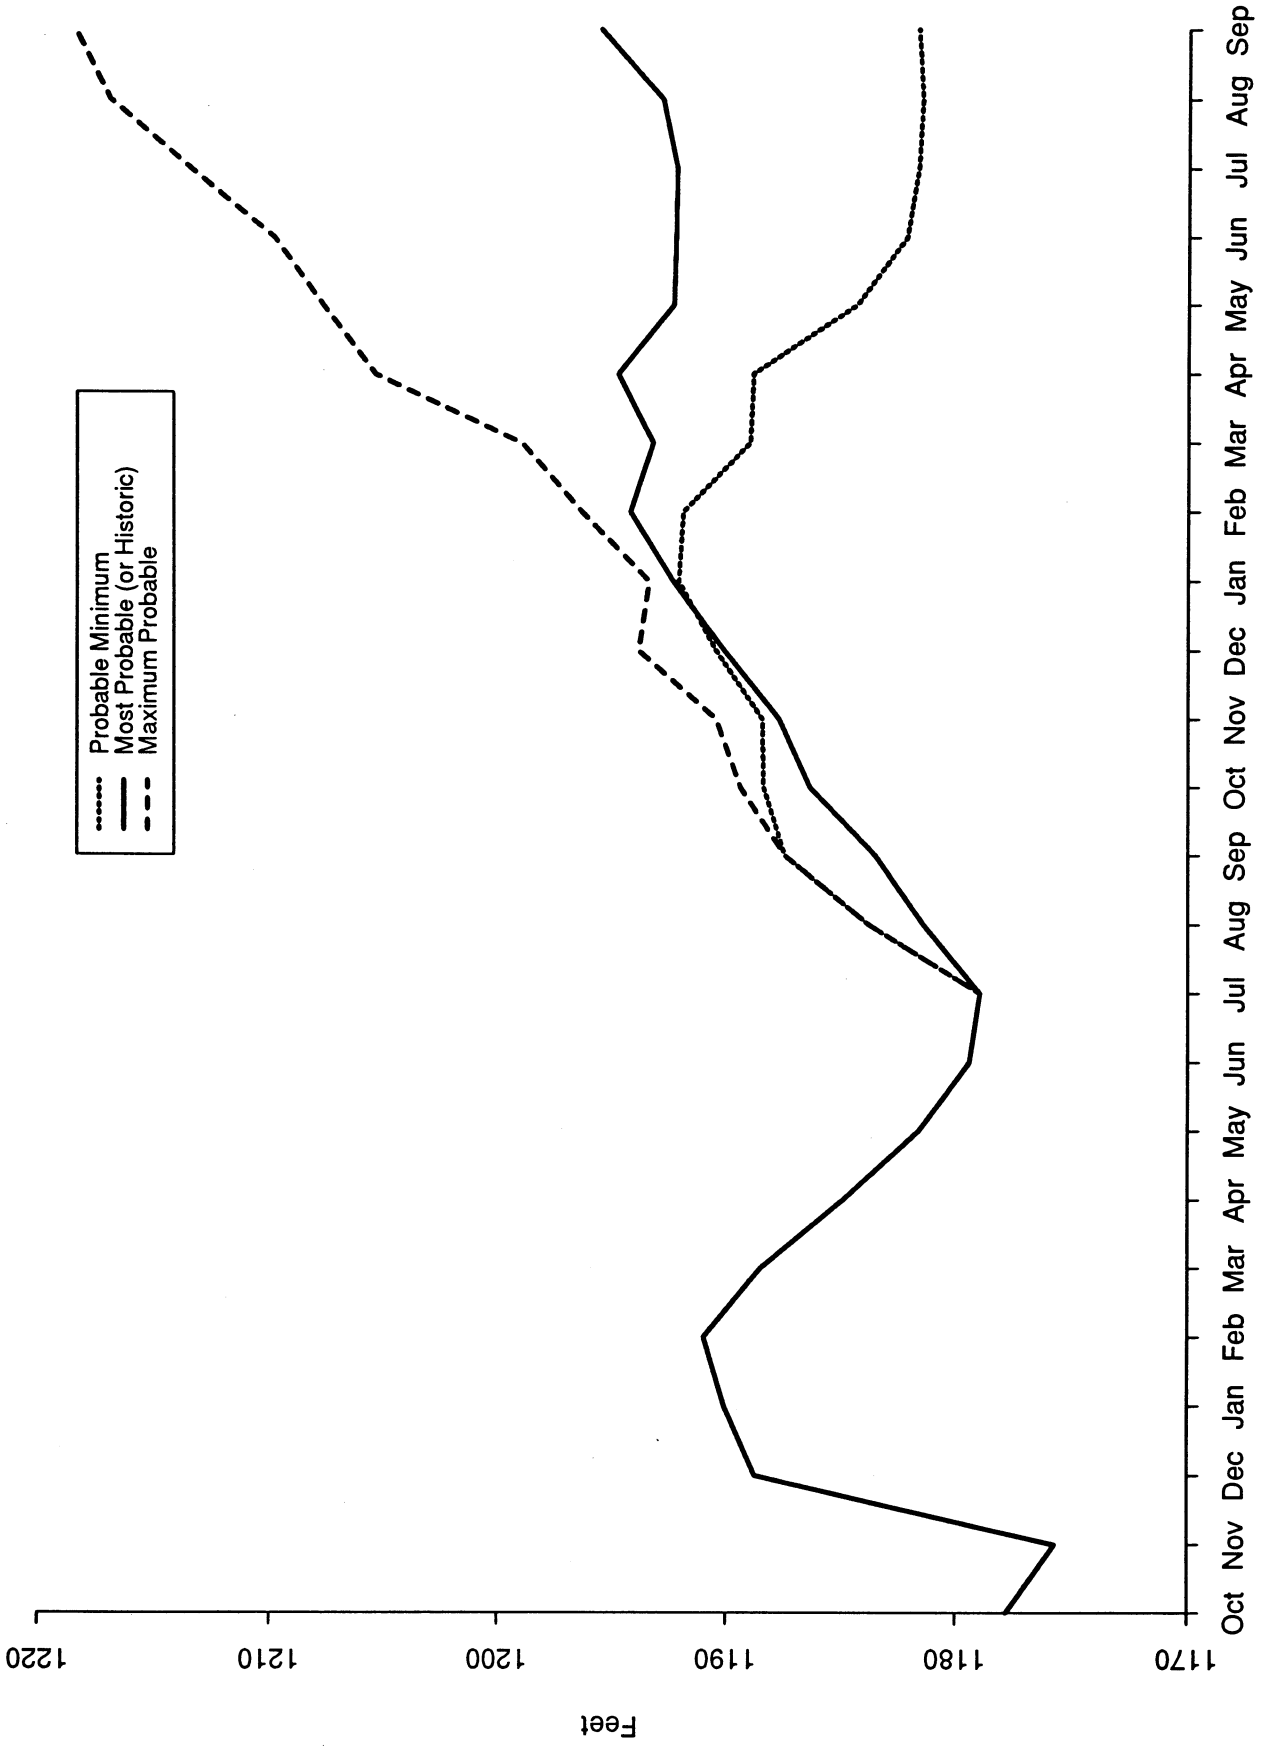 Probable Minimum
Most Probable (or Historic)
Maximum Probable
1220
1210
1200
1190
1180
1170
Feet
Oct Nov Dec Jan Feb Mar Apr May Jun Jul Aug Sep Oct Nov Dec Jan Feb Mar Apr May Jun Jul Aug Sep